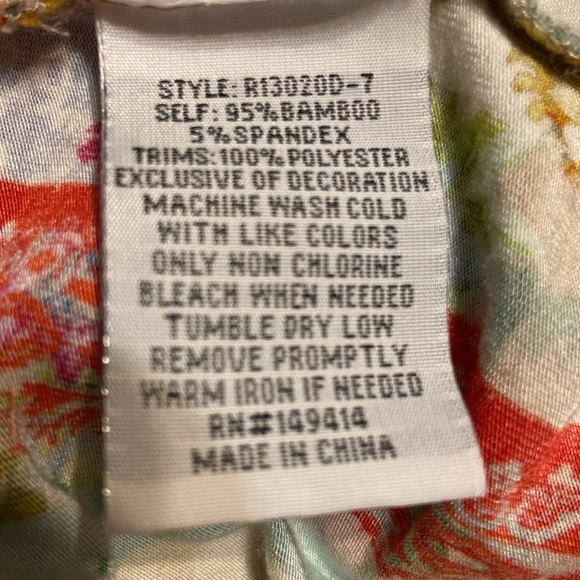 STYLE: R13020D-7
SELF: 95%BAMBOO
5%SPANDEX
TRIMS:100%POLYESTER
EXCLUSIVE OF DECORATION
MACHINE WASH COLD
WITH LIKE COLORS
ONLY NON CHLORINE
BLEACH WHEN NEEDED
TUMBLE DRY LOW
REMOVE PROMPTLY
WARM IRON IF NEEDED
RN#149414
MADE IN CHINA